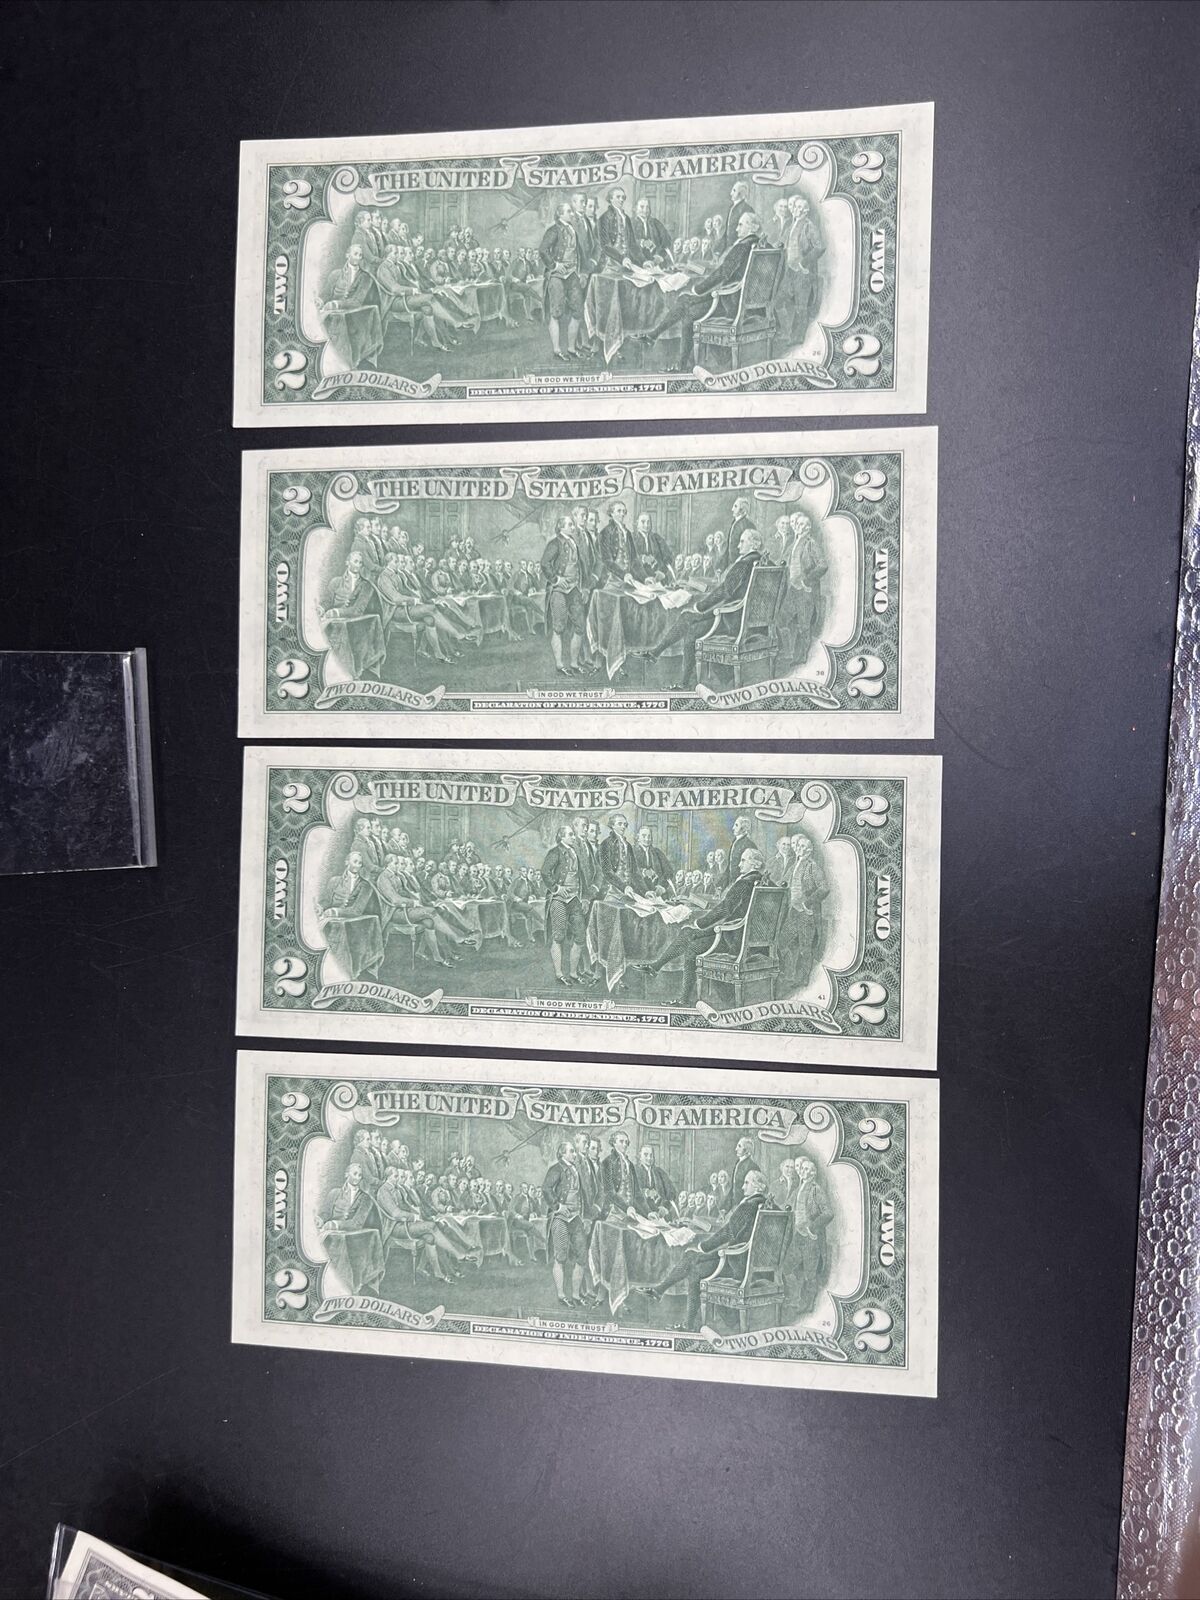 2 THE UNITED STATES OF AMERICA 2
TWO TWO
26
2 TWO DOLLARS IN GOD WE TRUST TWO DOLLARS 2
DECLARATION OF INDEPENDENCE, 1776
2 THE UNITED STATES OF AMERICA 2
TWO TWO
38
2 TWO DOLLARS IN GOD WE TRUST TWO DOLLARS 2
DECLARATION OF INDEPENDENCE, 1776
2 THE UNITED STATES OF AMERICA 2
TWO TWO
41
2 TWO DOLLARS IN GOD WE TRUST TWO DOLLARS 2
DECLARATION OF INDEPENDENCE, 1776
2 THE UNITED STATES OF AMERICA 2
TWO TWO
26
2 TWO DOLLARS IN GOD WE TRUST TWO DOLLARS 2
DECLARATION OF INDEPENDENCE, 1776